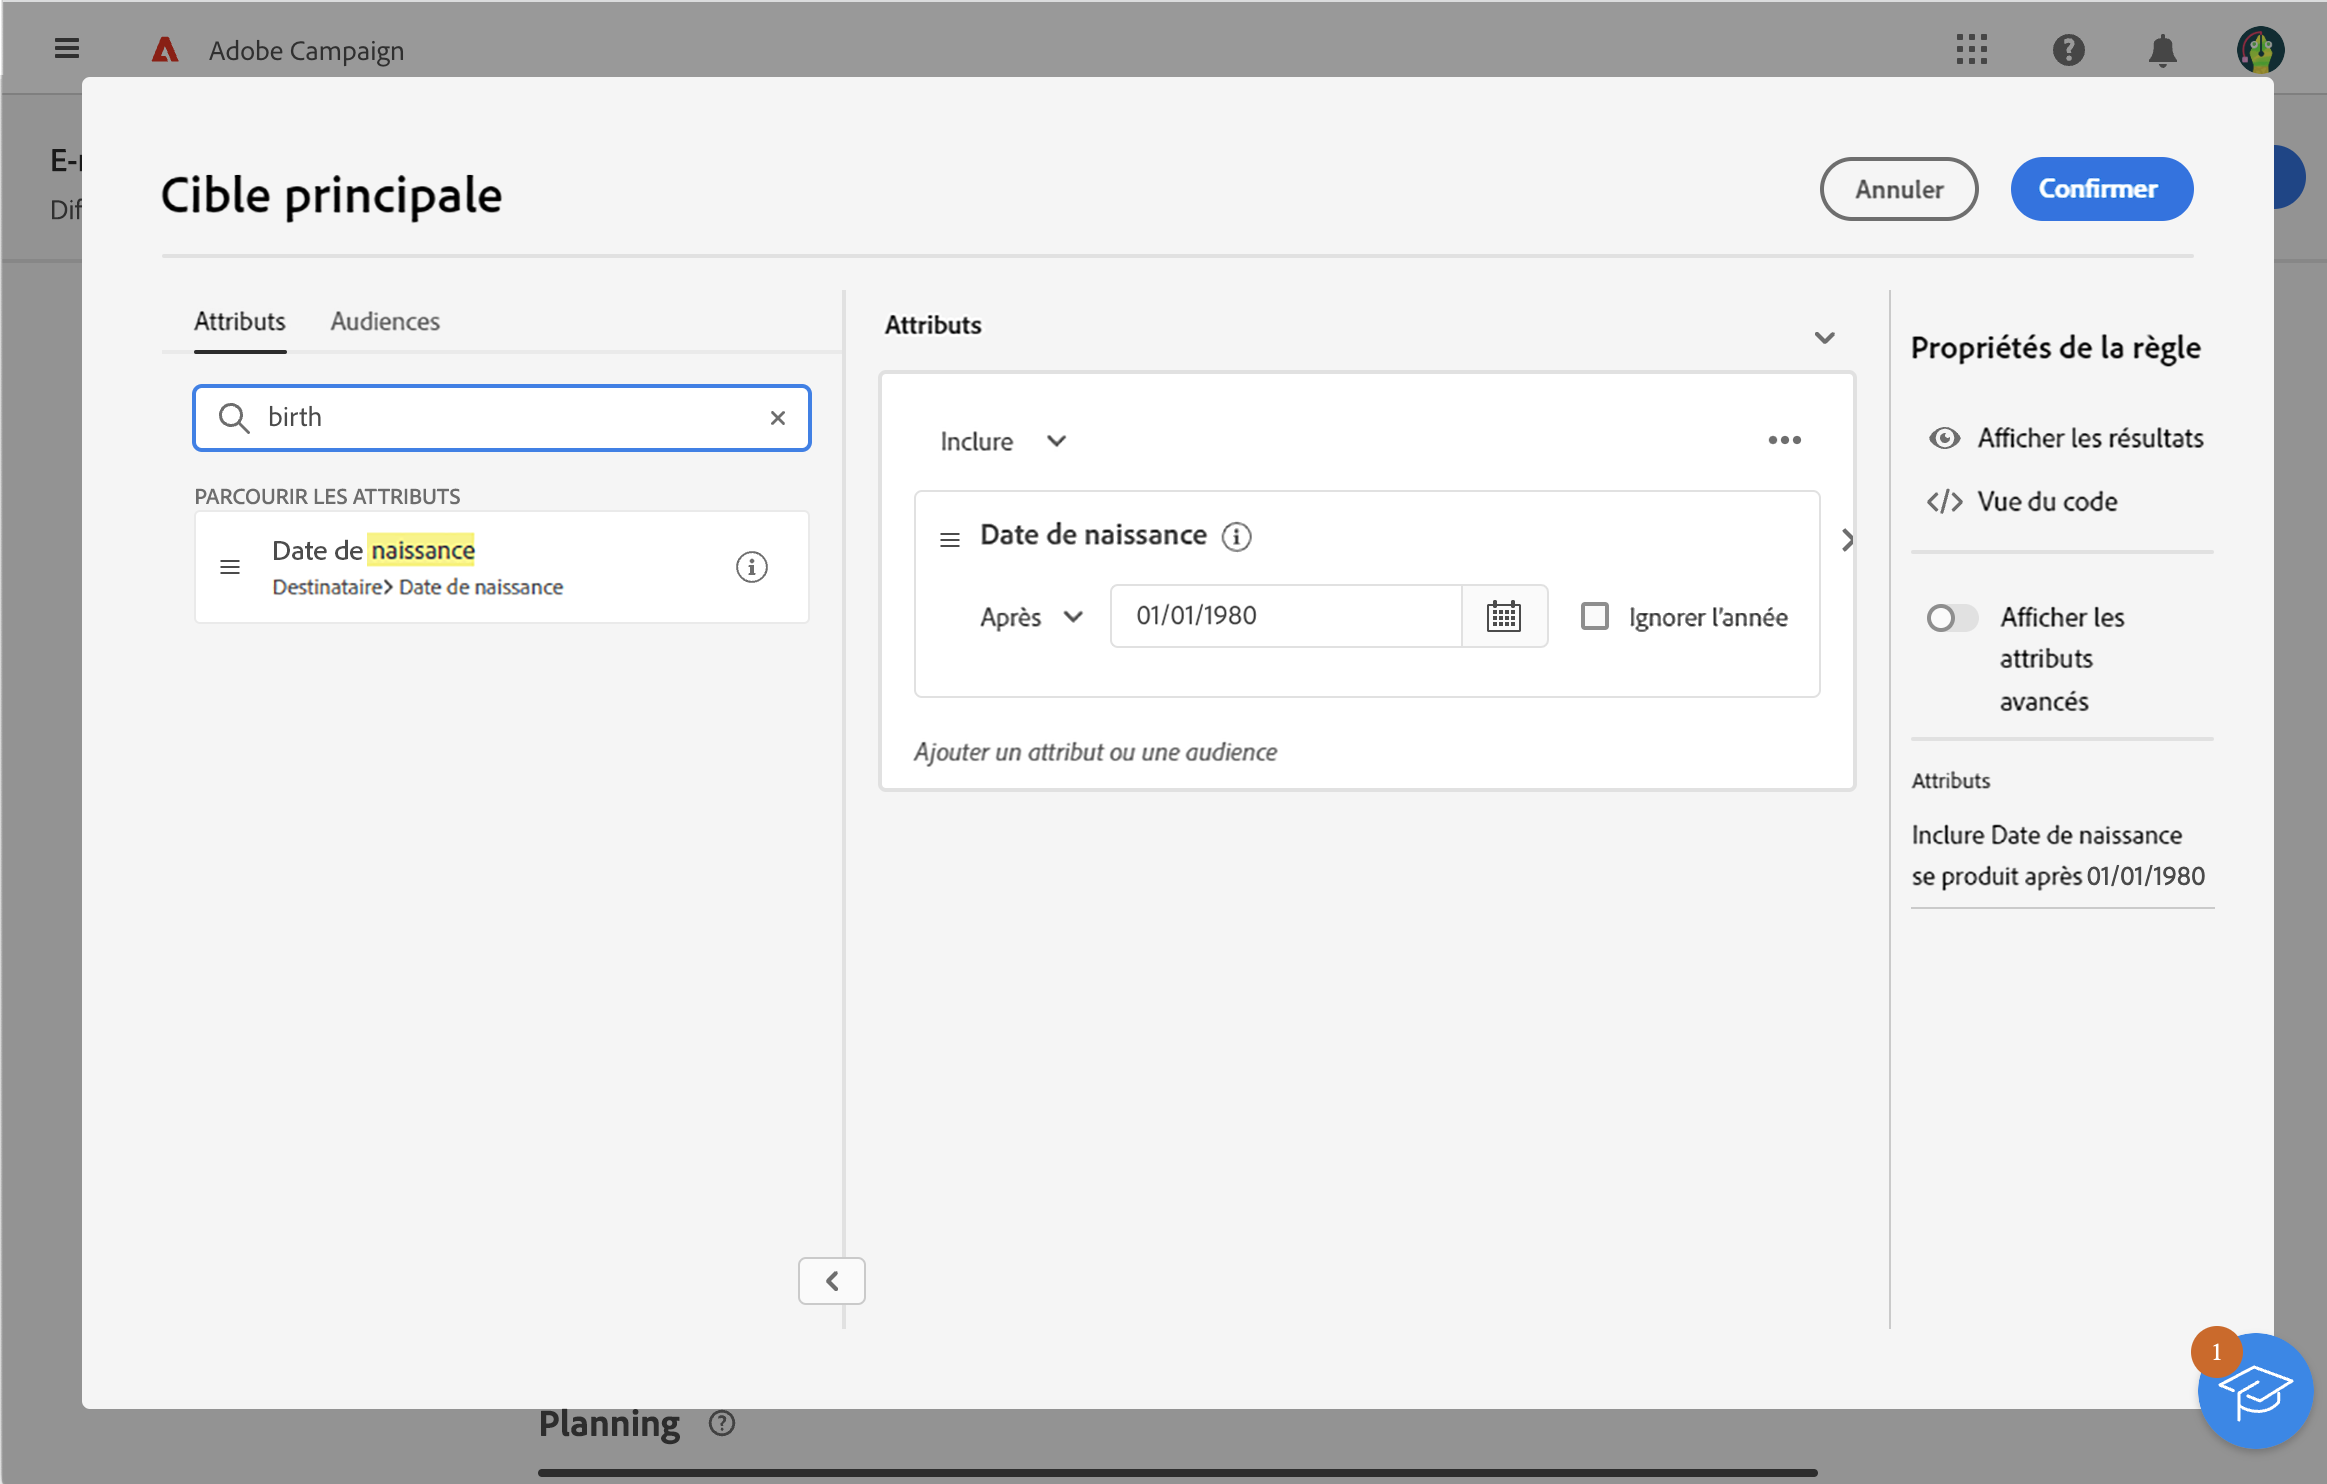 Adobe Campaign
E-
Dif
Cible principale
Annuler
Confirmer
Attributs
Audiences
birth
PARCOURIR LES ATTRIBUTS
Date de naissance
Destinataire> Date de naissance
Attributs
Inclure
Date de naissance
Après
01/01/1980
Ignorer l'année
Ajouter un attribut ou une audience
Propriétés de la règle
Afficher les résultats
Vue du code
Afficher les
attributs
avancés
Attributs
Inclure Date de naissance
se produit après 01/01/1980
1
Planning